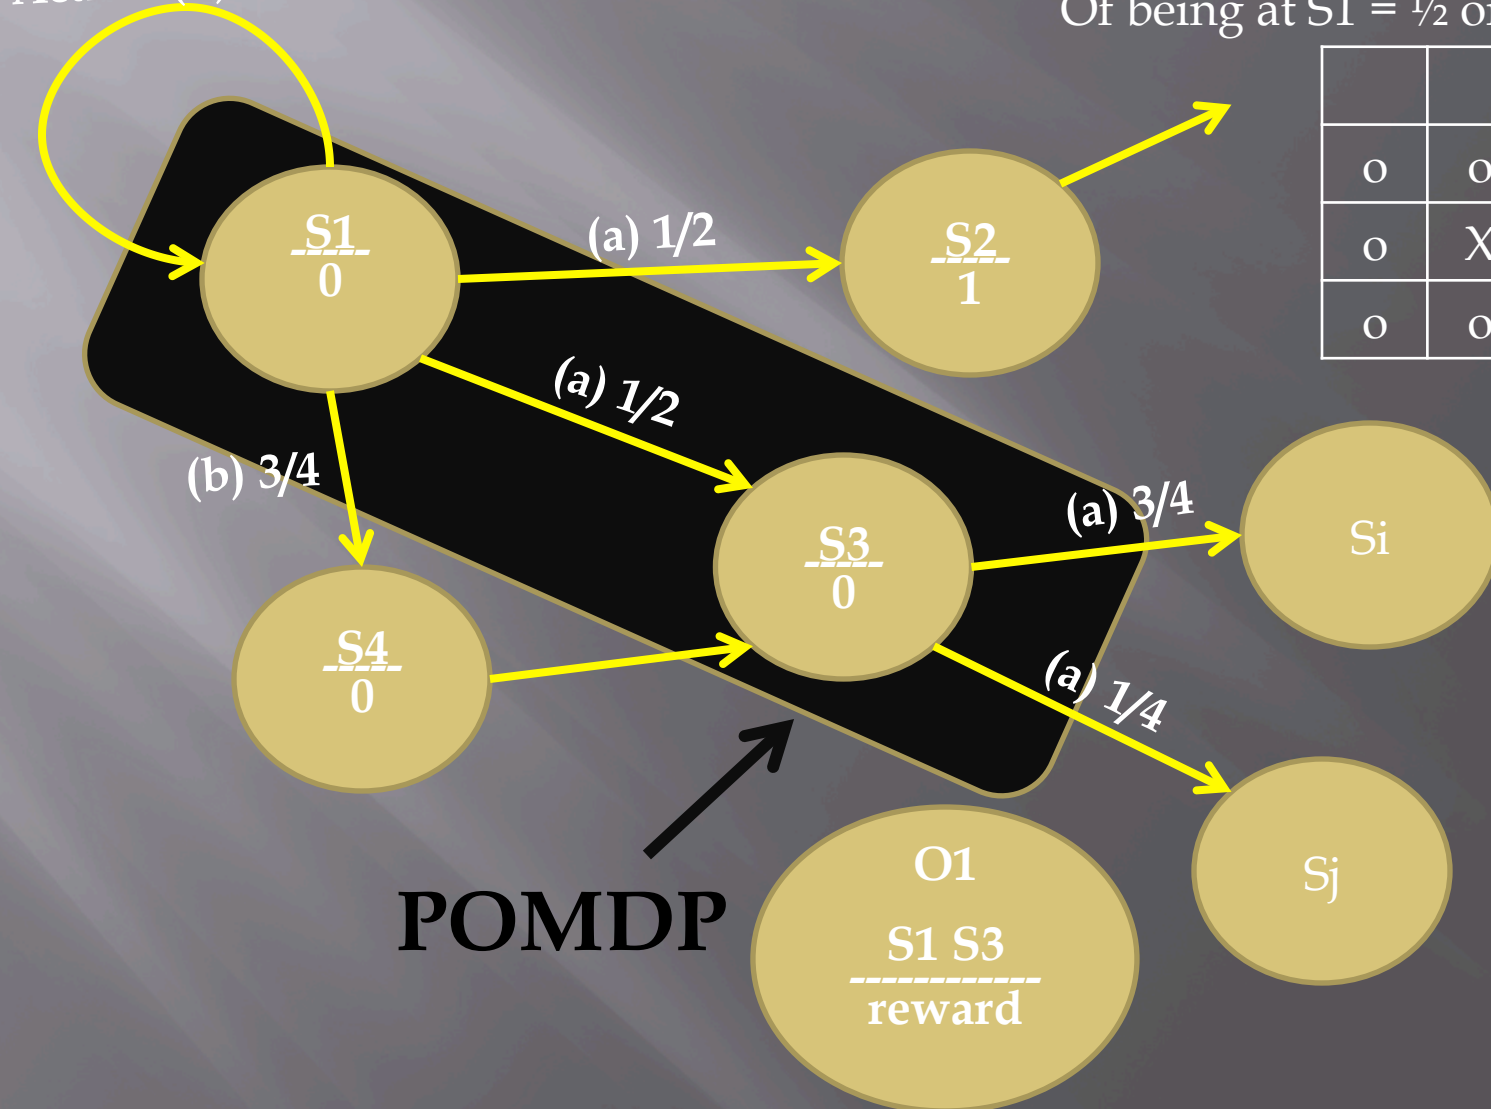 Of being at S1 = ½ or
o o
o X
o o
S1
-----
0
(a) 1/2
S2
-----
1
(a) 1/2
(b) 3/4
S3
-----
0
(a) 3/4
Si
S4
-----
0
(a) 1/4
Sj
POMDP
O1
S1 S3
------------
reward